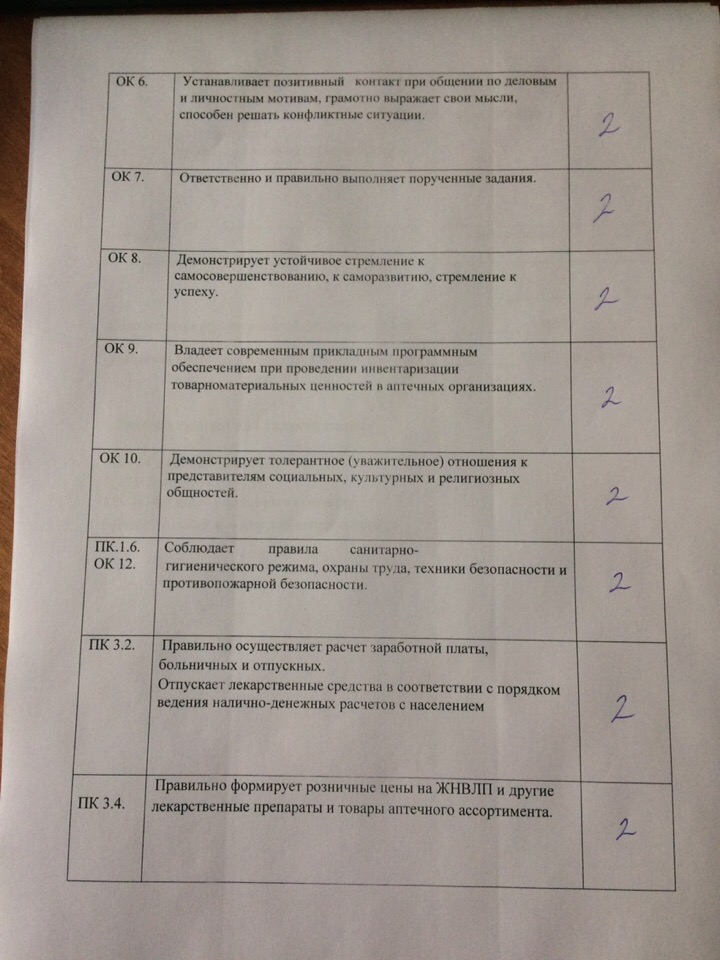 ОК 6.
Устанавливает позитивный контакт при общении по деловым
и личностным мотивам, грамотно выражает свои мысли,
способен решать конфликтные ситуации.
2
ОК 7.
Ответственно и правильно выполняет порученные задания.
2
ОК 8.
Демонстрирует устойчивое стремление к
самосовершенствованию, к саморазвитию, стремление к
успеху.
2
ОК 9.
Владеет современным прикладным программным
обеспечением при проведении инвентаризации
товарноматериальных ценностей в аптечных организациях.
2
ОК 10.
Демонстрирует толерантное (уважительное) отношения к
представителям социальных, культурных и религиозных
общностей.
2
ПК.1.6.
ОК 12.
Соблюдает правила санитарно-
гигиенического режима, охраны труда, техники безопасности и
противопожарной безопасности.
2
ПК 3.2.
Правильно осуществляет расчет заработной платы,
больничных и отпускных.
Отпускает лекарственные средства в соответствии с порядком
ведения налично-денежных расчетов с населением
2
ПК 3.4.
Правильно формирует розничные цены на ЖНВЛП и другие
лекарственные препараты и товары аптечного ассортимента.
2